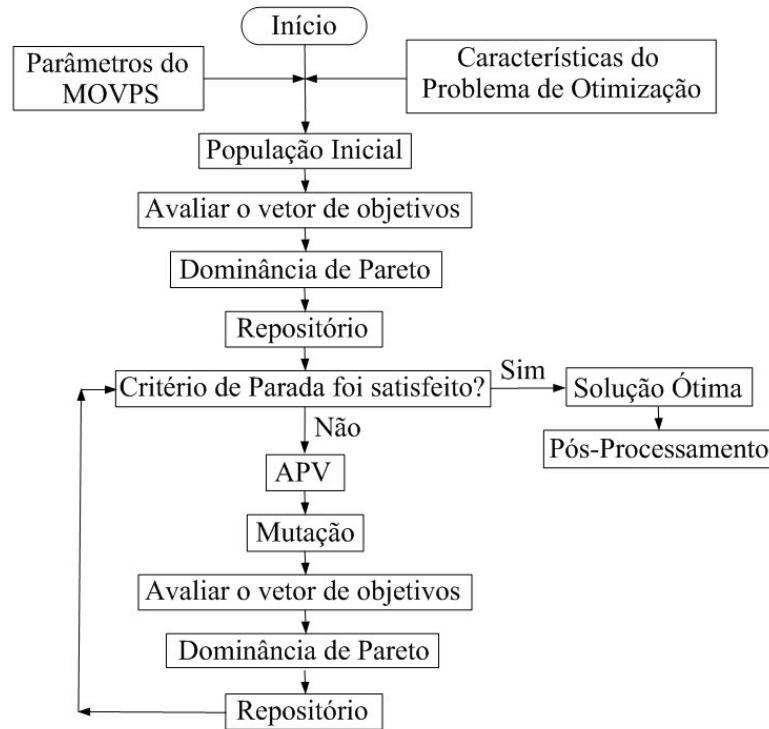 Início
Parâmetros do
MOVPS
Características do
Problema de Otimização
População Inicial
Avaliar o vetor de objetivos
Dominância de Pareto
Repositório
Critério de Parada foi satisfeito?
Sim
Solução Ótima
Pós-Processamento
Não
APV
Mutação
Avaliar o vetor de objetivos
Dominância de Pareto
Repositório